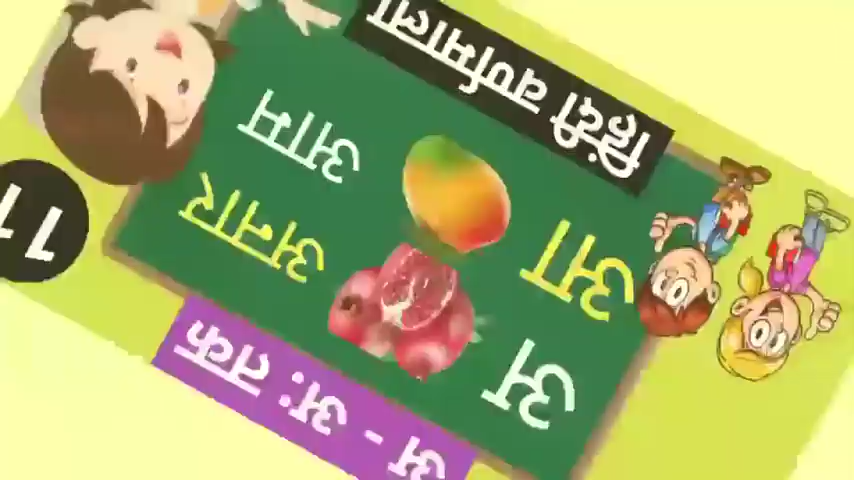 अ - अः तक
अ अनार
आ आम
हिंदी वर्णमाला